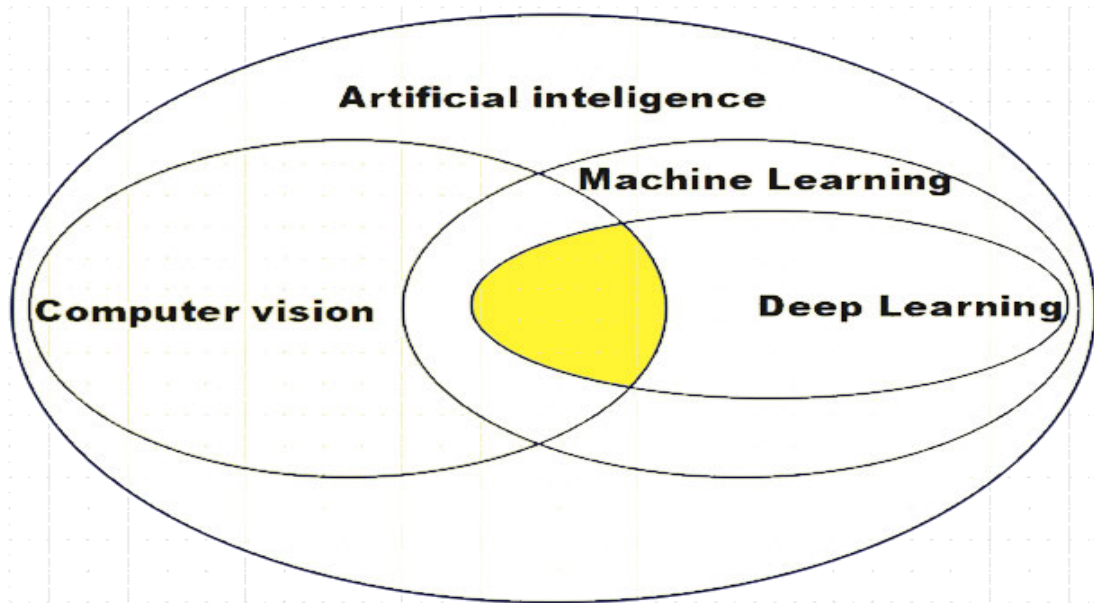 Artificial inteligence
Machine Learning
Computer vision
Deep Learning